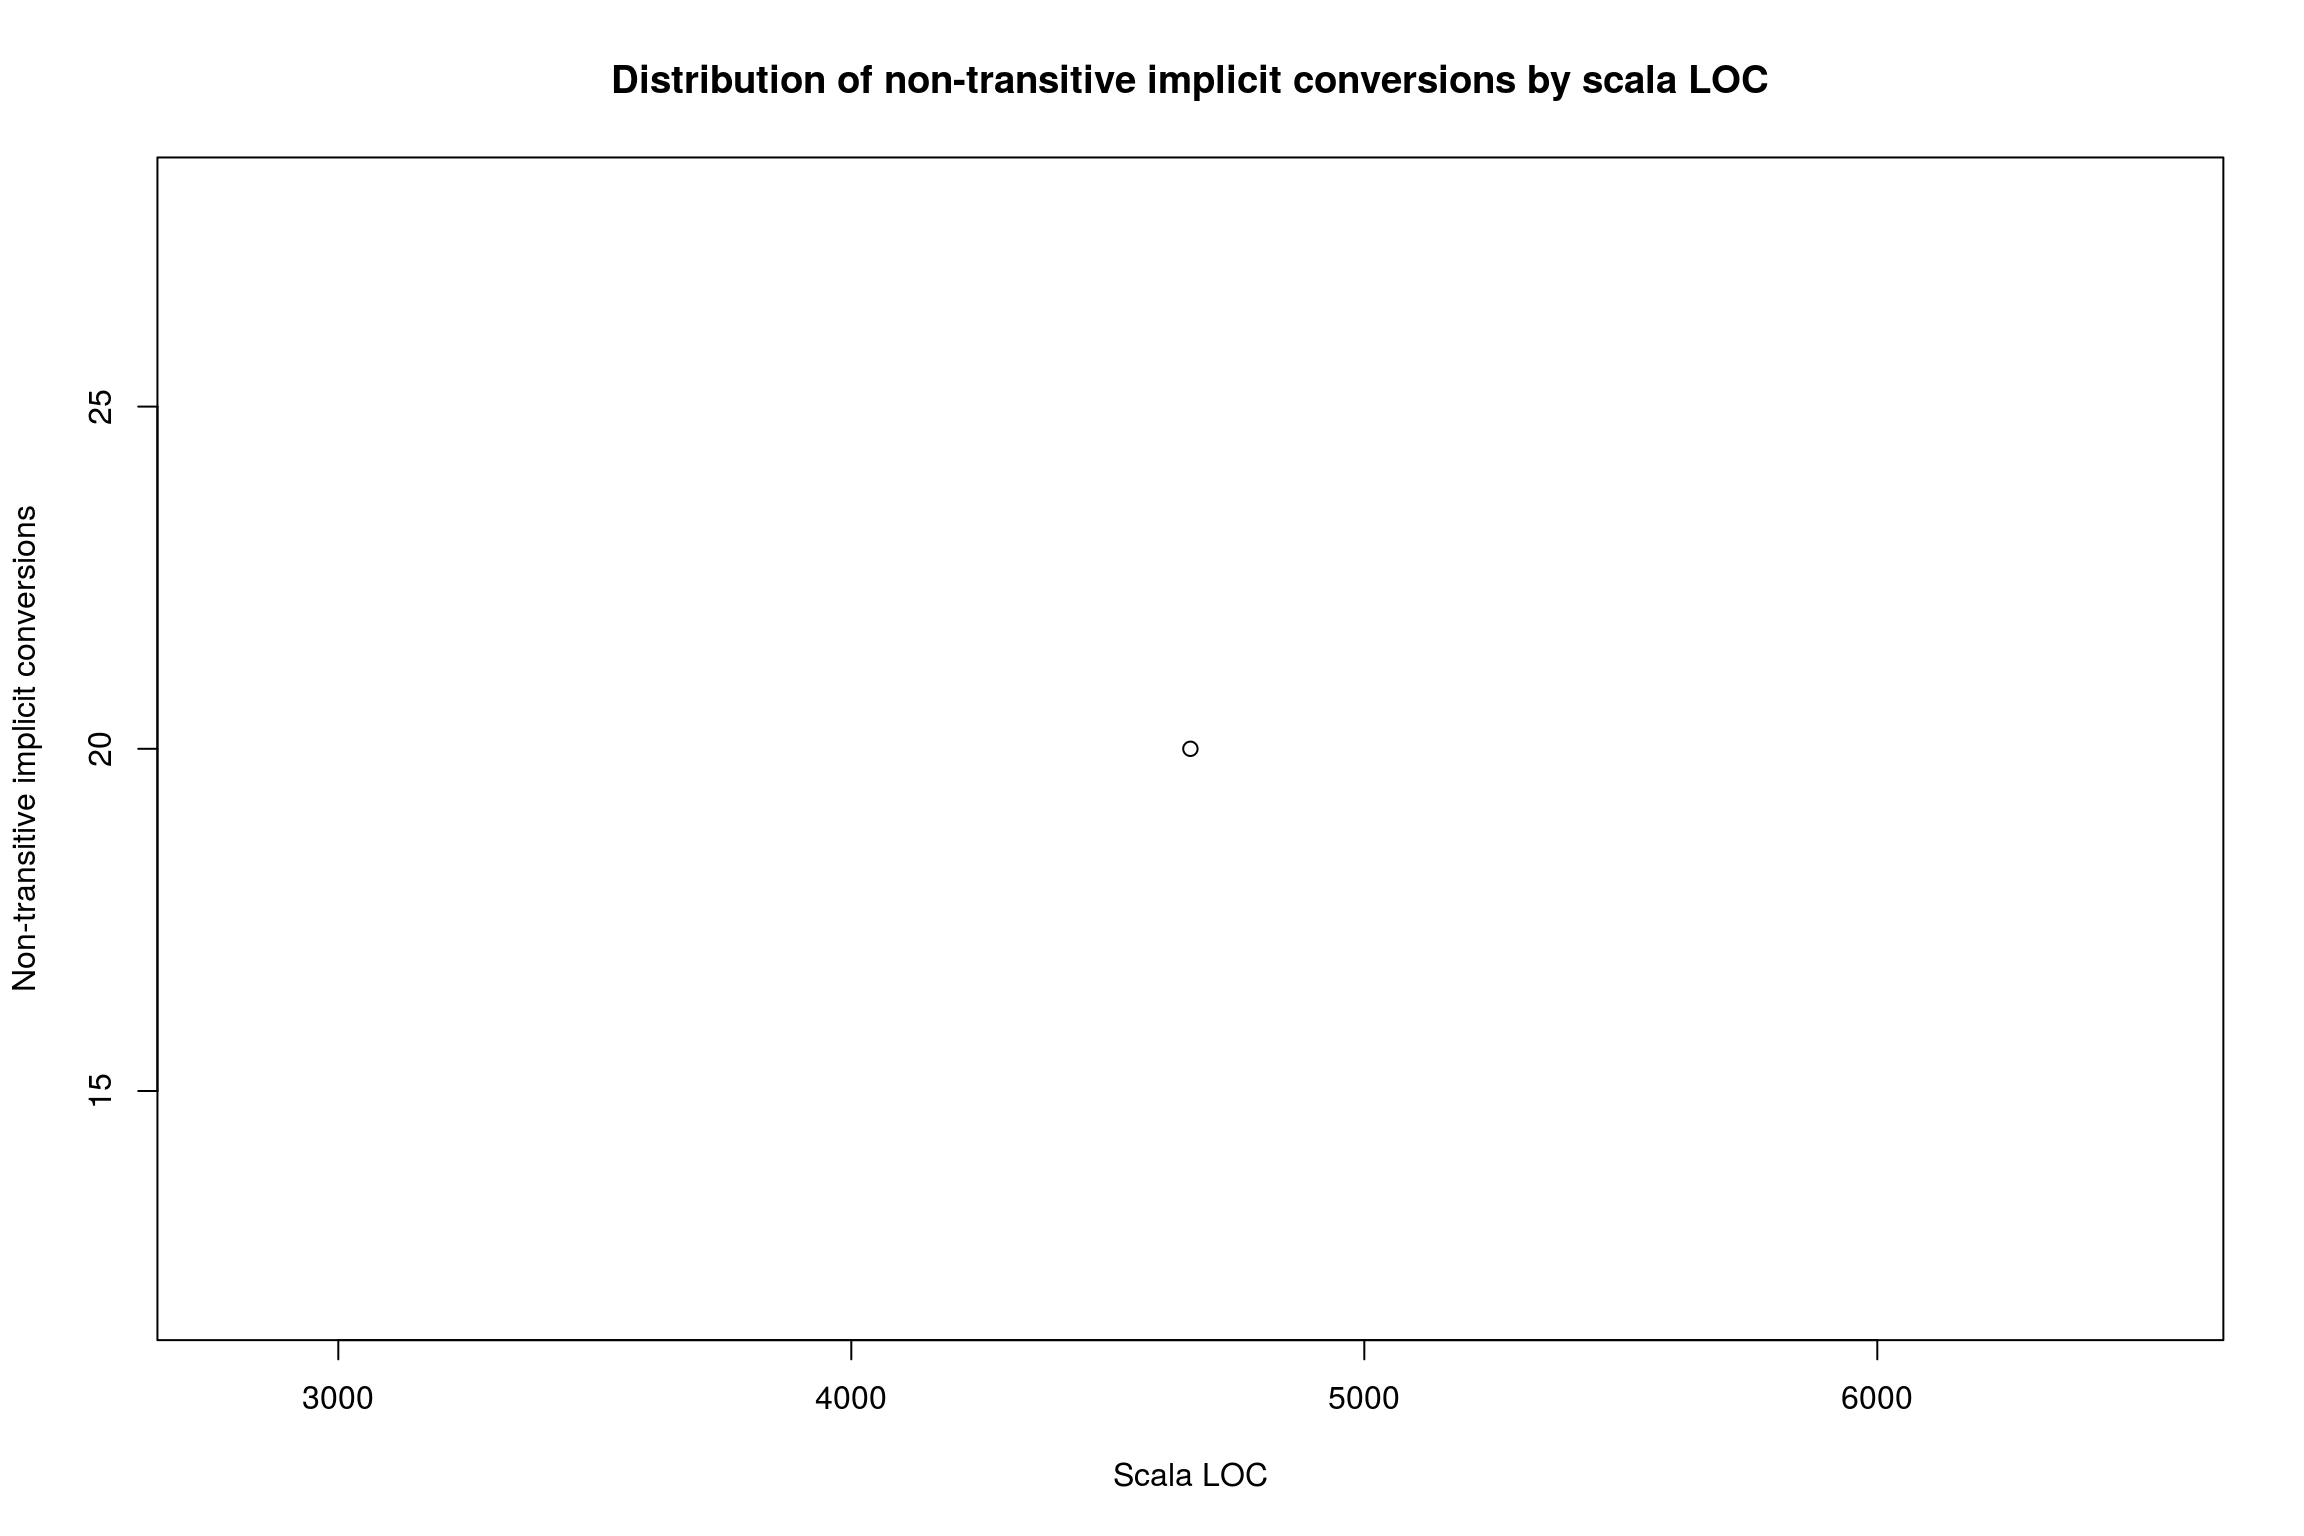 Distribution of non-transitive implicit conversions by scala LOC
Non-transitive implicit conversions
25
20
15
3000
4000
5000
6000
Scala LOC